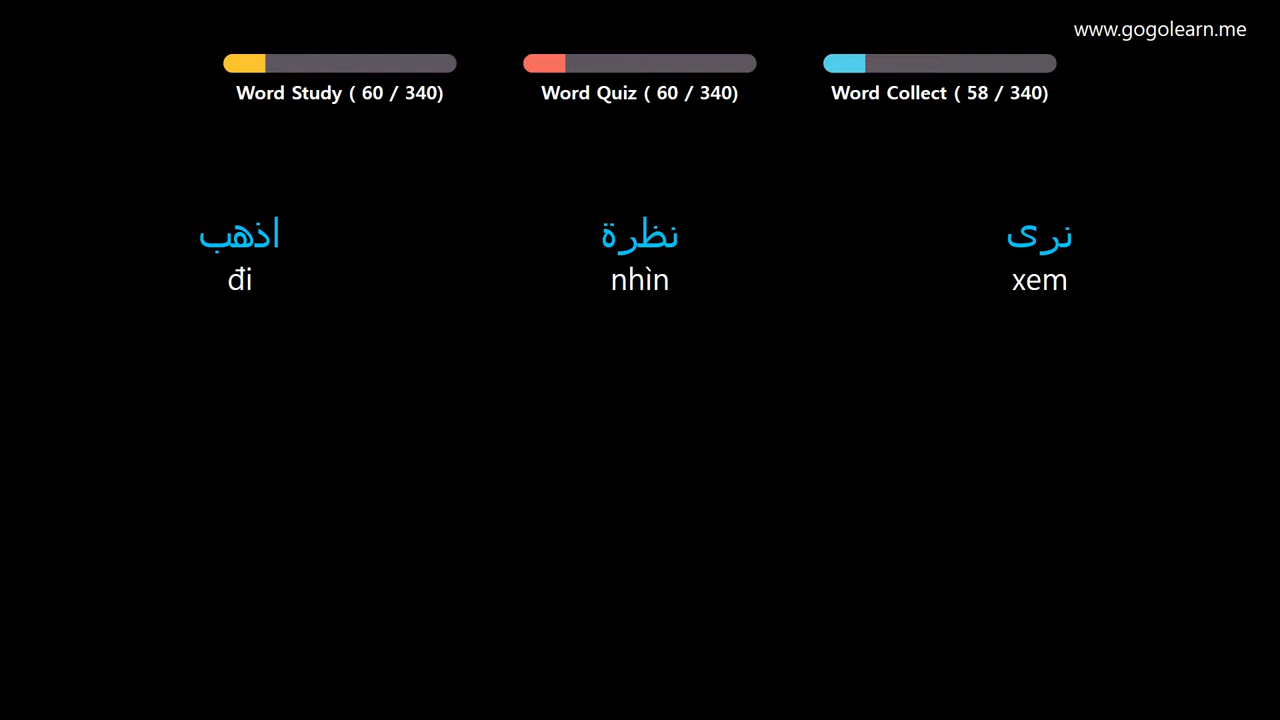 www.gogolearn.me
Word Study ( 60 / 340)
Word Quiz ( 60 / 340)
Word Collect ( 58 / 340)
اذهب
đi
نظرة
nhìn
نرى
xem